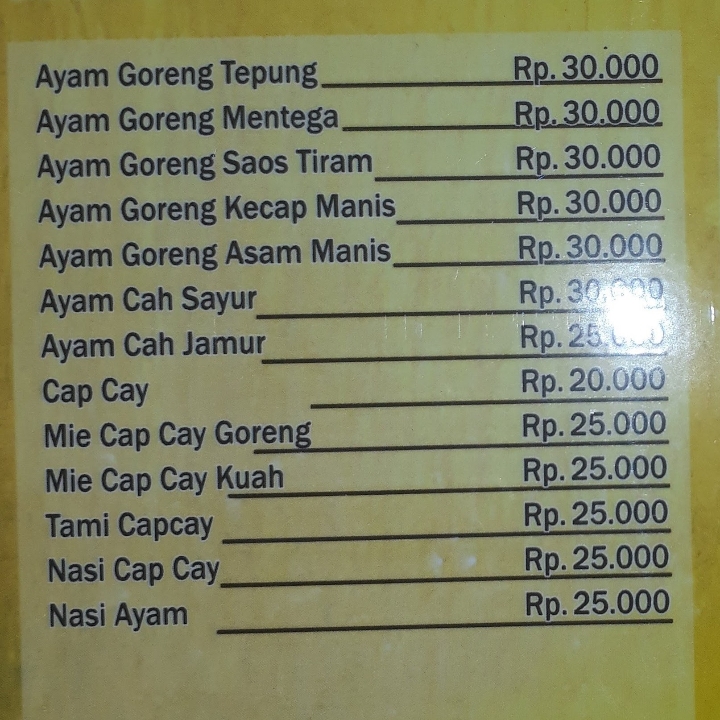 Ayam Goreng Tepung Rp. 30.000
Ayam Goreng Mentega Rp. 30.000
Ayam Goreng Saos Tiram Rp. 30.000
Ayam Goreng Kecap Manis Rp. 30.000
Ayam Goreng Asam Manis Rp. 30.000
Ayam Cah Sayur Rp. 30.000
Ayam Cah Jamur Rp. 25.000
Cap Cay Rp. 20.000
Mie Cap Cay Goreng Rp. 25.000
Mie Cap Cay Kuah Rp. 25.000
Tami Capcay Rp. 25.000
Nasi Cap Cay Rp. 25.000
Nasi Ayam Rp. 25.000